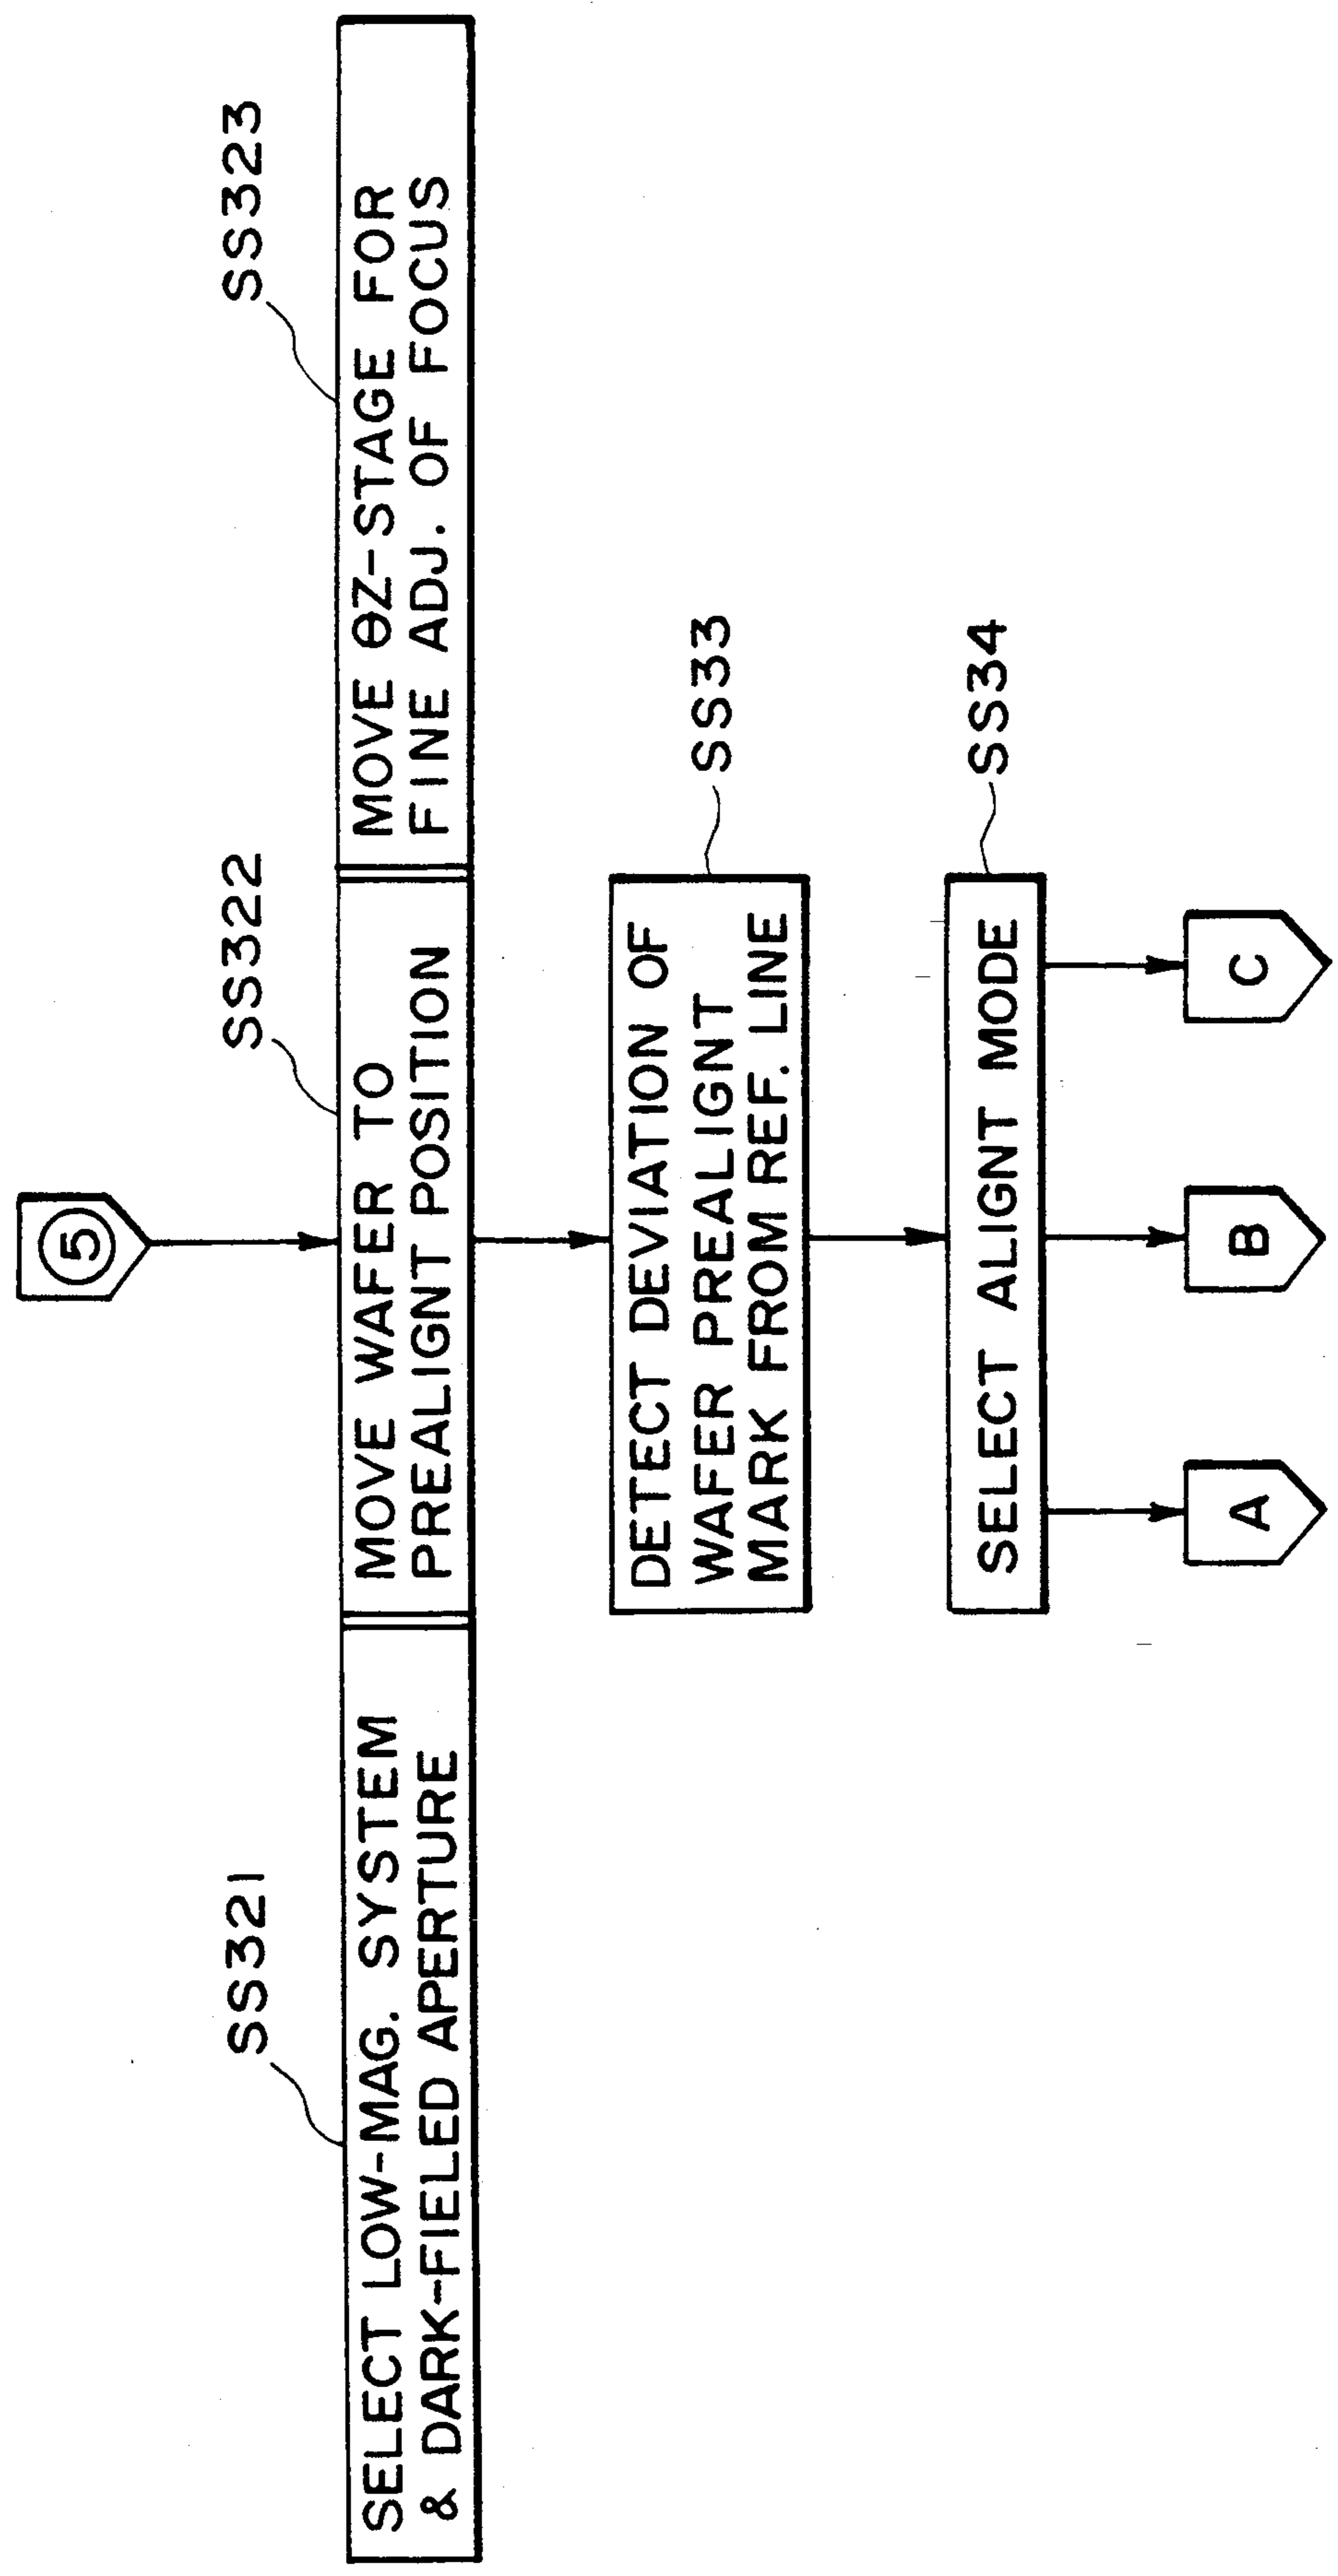 5
SS321
SELECT LOW-MAG. SYSTEM
& DARK-FIELED APERTURE
SS322
MOVE WAFER TO
PREALIGNT POSITION
SS323
MOVE θZ-STAGE FOR
FINE ADJ. OF FOCUS
SS33
DETECT DEVIATION OF
WAFER PREALIGNT
MARK FROM REF. LINE
SS34
SELECT ALIGNT MODE
A
B
C